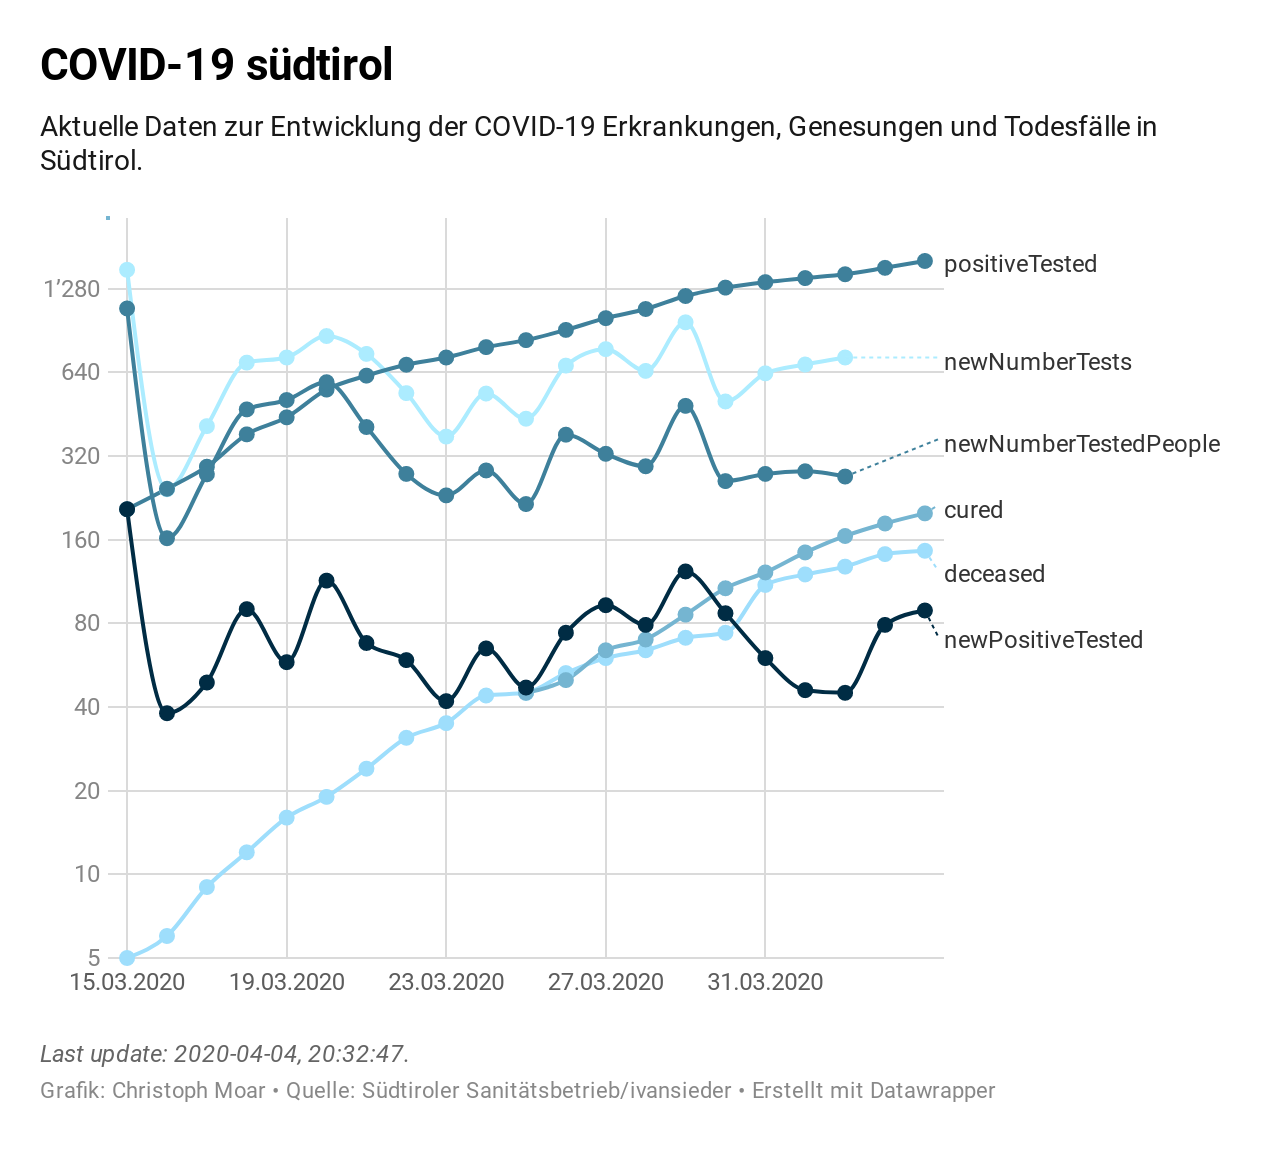 COVID-19 südtirol
Aktuelle Daten zur Entwicklung der COVID-19 Erkrankungen, Genesungen und Todesfälle in
Südtirol.
1’280
640
320
160
80
40
20
10
5
positiveTested
newNumberTests
newNumberTestedPeople
cured
deceased
newPositiveTested
15.03.2020 19.03.2020 23.03.2020 27.03.2020 31.03.2020
Last update: 2020-04-04, 20:32:47.
Grafik: Christoph Moar • Quelle: Südtiroler Sanitätsbetrieb/ivansieder • Erstellt mit Datawrapper